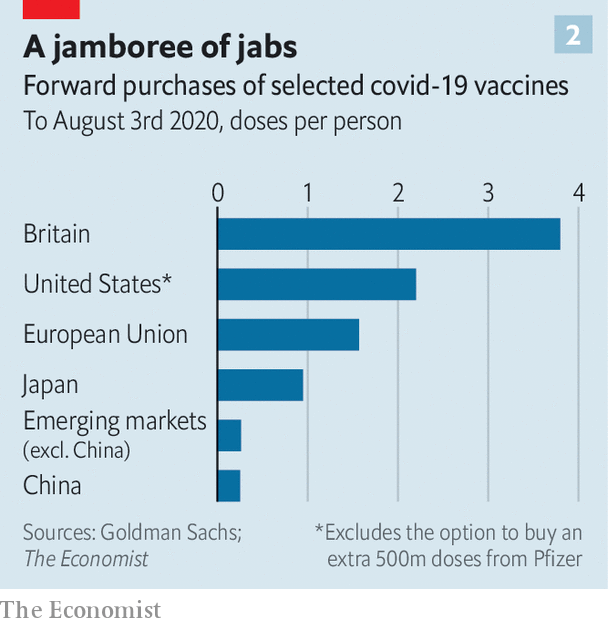 A jamboree of jabs
2
Forward purchases of selected covid-19 vaccines
To August 3rd 2020, doses per person
0 1 2 3 4
Britain
United States*
European Union
Japan
Emerging markets
(excl. China)
China
Sources: Goldman Sachs;
The Economist
*Excludes the option to buy an
extra 500m doses from Pfizer
The Economist